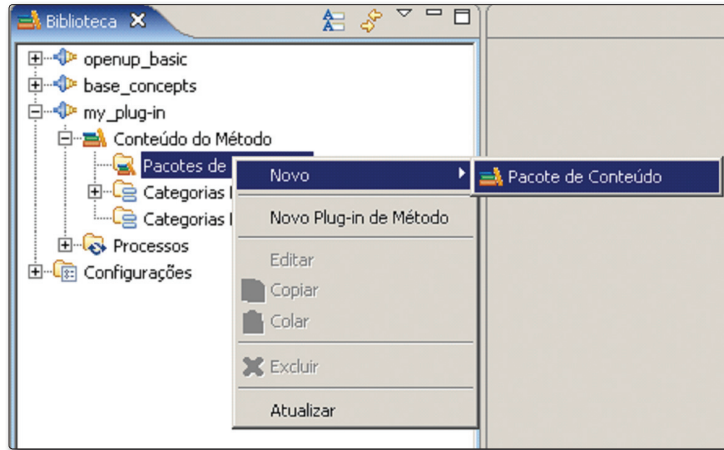 Biblioteca
openup_basic
base_concepts
my_plug-in
Conteúdo do Método
Pacotes de
Novo
Pacote de Conteúdo
Categorias
Novo Plug-in de Método
Categorias
Processos
Editar
Configurações
Copiar
Colar
Excluir
Atualizar